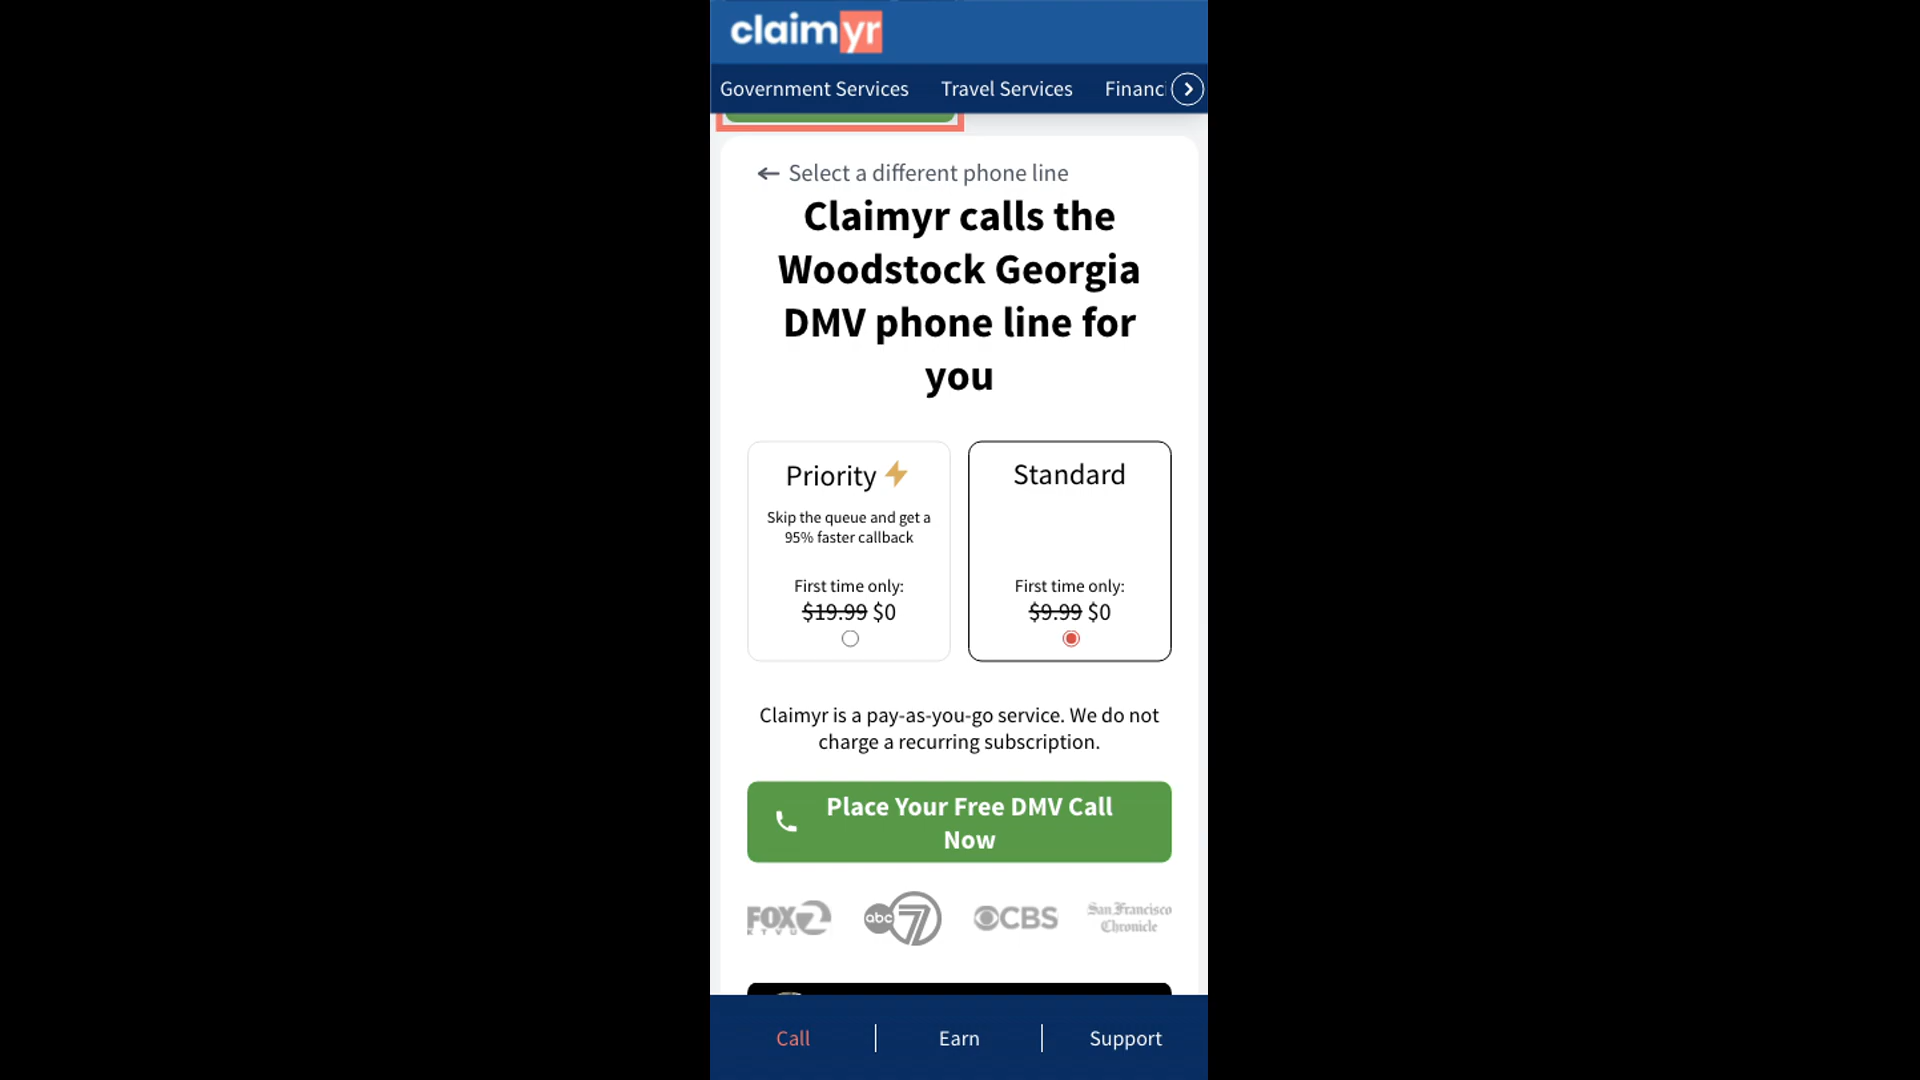 claimyr
Government Services Travel Services Financ
Select a different phone line
Claimyr calls the
Woodstock Georgia
DMV phone line for
you
Priority Standard
Skip the queue and get a
95% faster callback
First time only: First time only:
$19.99 $0 $9.99 $0
Claimyr is a pay-as-you-go service. We do not
charge a recurring subscription.
Place Your Free DMV Call
Now
FOX 2 abc 7 CBS San Francisco
KTVU Chronicle
Call | Earn | Support